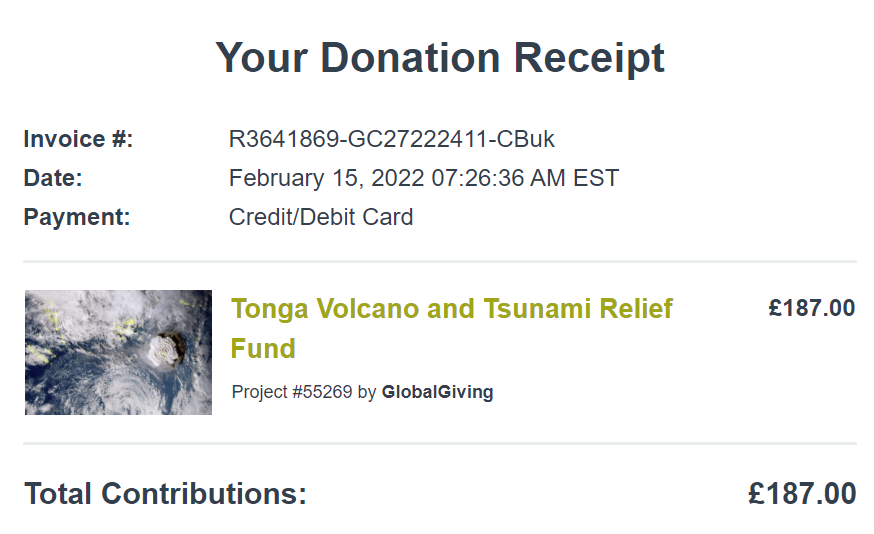 Your Donation Receipt
Invoice #: R3641869-GC27222411-CBuk
Date: February 15, 2022 07:26:36 AM EST
Payment: Credit/Debit Card
Tonga Volcano and Tsunami Relief £187.00
Fund
Project #55269 by GlobalGiving
Total Contributions: £187.00